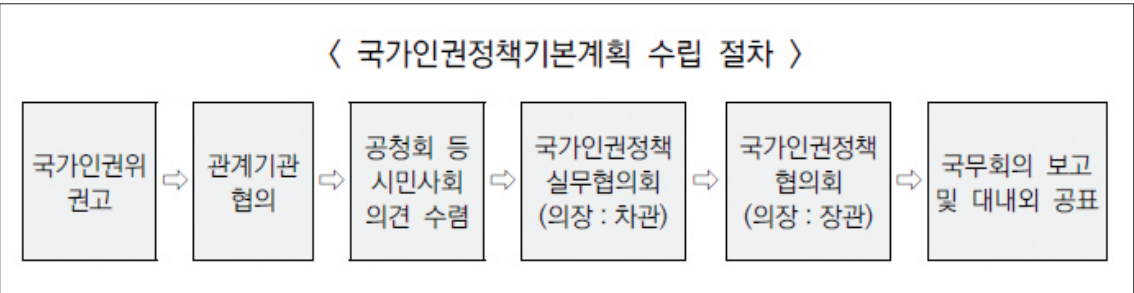 〈 국가인권정책기본계획 수립 절차 〉
국가인권위
권고
⇨
관계기관
협의
⇨
공청회 등
시민사회
의견 수렴
⇨
국가인권정책
실무협의회
(의장 : 차관)
⇨
국가인권정책
협의회
(의장 : 장관)
⇨
국무회의 보고
및 대내외 공표